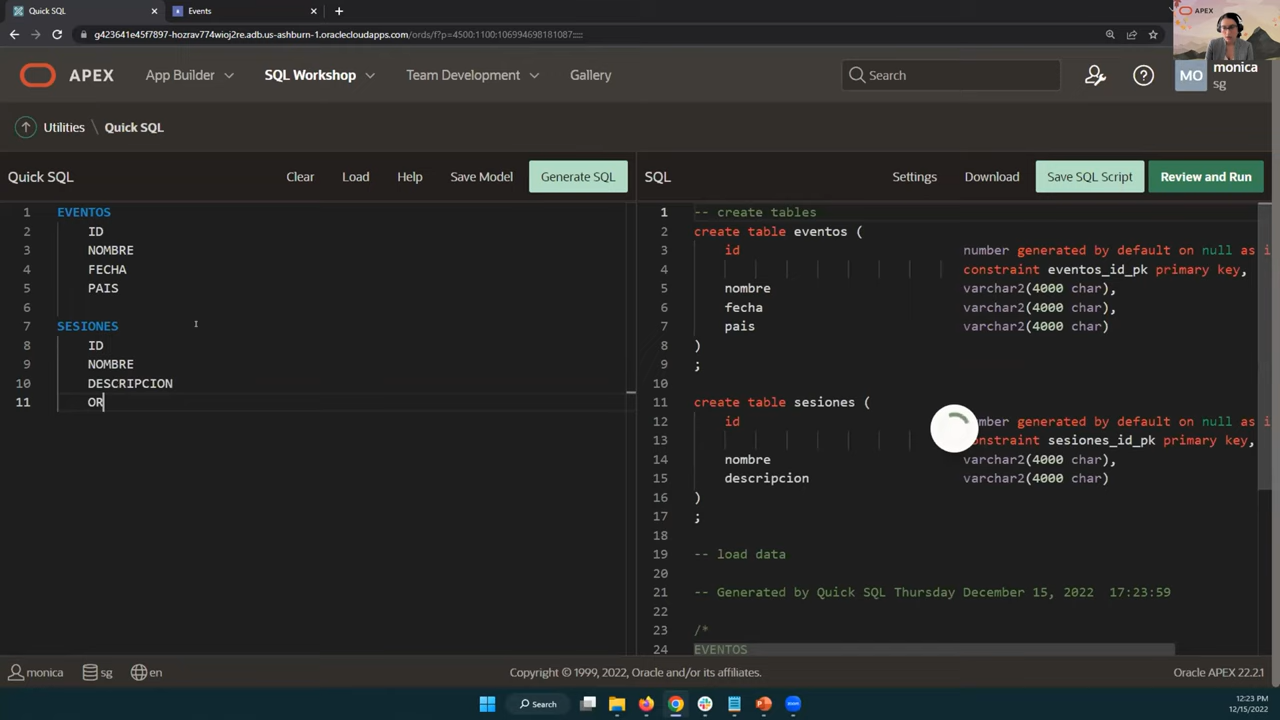 Quick SQL
Events
g423641e45f7897-hozrav774wioj2re.adb.us-ashburn-1.oraclecloudapps.com/ords/f?p=4500:1100:106994698181087:::::
APEX
APEX
App Builder
SQL Workshop
Team Development
Gallery
Search
MO
monica
sg
Utilities \ Quick SQL
Quick SQL
Clear
Load
Help
Save Model
Generate SQL
SQL
Settings
Download
Save SQL Script
Review and Run
1 EVENTOS
2 ID
3 NOMBRE
4 FECHA
5 PAIS
6
7 SESIONES
8 ID
9 NOMBRE
10 DESCRIPCION
11 OR
1 -- create tables
2 create table eventos (
3 id number generated by default on null as i
4 constraint eventos_id_pk primary key,
5 nombre varchar2(4000 char),
6 fecha varchar2(4000 char),
7 pais varchar2(4000 char)
8 )
9 ;
10
11 create table sesiones (
12 id mber generated by default on null as i
13 onstraint sesiones_id_pk primary key,
14 nombre varchar2(4000 char),
15 descripcion varchar2(4000 char)
16 )
17 ;
18
19 -- load data
20
21 -- Generated by Quick SQL Thursday December 15, 2022 17:23:59
22
23 /*
24 EVENTOS
monica
sg
en
Copyright © 1999, 2022, Oracle and/or its affiliates.
Oracle APEX 22.2.1
Search
12:23 PM
12/15/2022